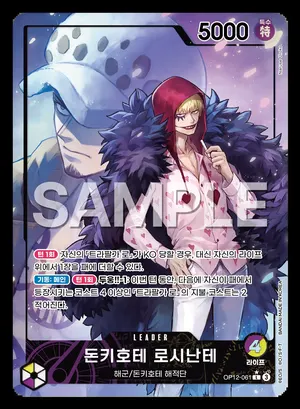 5000
특수
特
SAMPLE
턴 1회 자신의 「트라팔가 로」가 KO 당할 경우, 대신 자신의 라이프
위에서 1장을 패에 더할 수 있다.
기동: 메인 턴 1회 두웅!!-1: 이번 턴 동안, 다음에 자신이 패에서
등장시키는 코스트 4 이상인 「트라팔가 로」의 지불 코스트는 2
적어진다.
LEADER
돈키호테 로시난테
해군/돈키호테 해적단
4
라이프
OP12-061 L 3